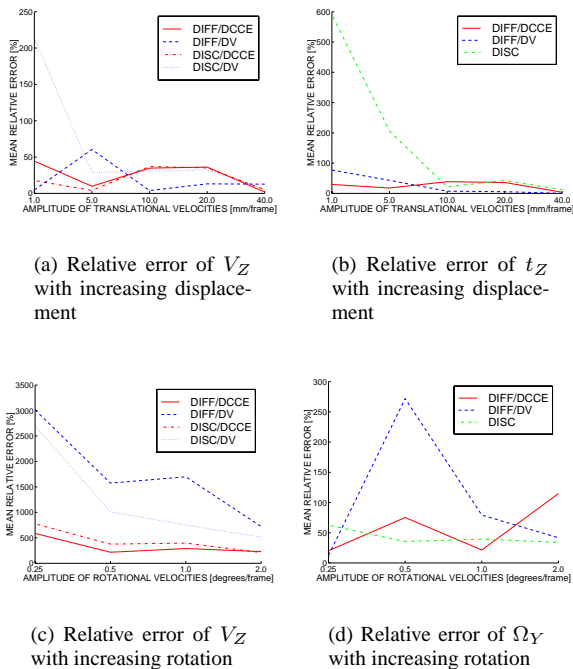 250
200
150
100
50
0
MEAN RELATIVE ERROR [%]
DIFF/DCCE
DIFF/DV
DISC/DCCE
DISC/DV
1.0 5.0 10.0 20.0 40.0
AMPLITUDE OF TRANSLATIONAL VELOCITIES [mm/frame]
(a) Relative error of V_Z
with increasing displace-
ment
600
500
400
300
200
100
0
MEAN RELATIVE ERROR [%]
DIFF/DCCE
DIFF/DV
DISC
1.0 5.0 10.0 20.0 40.0
AMPLITUDE OF TRANSLATIONAL VELOCITIES [mm/frame]
(b) Relative error of t_Z
with increasing displace-
ment
3500
3000
2500
2000
1500
1000
500
0
MEAN RELATIVE ERROR [%]
DIFF/DCCE
DIFF/DV
DISC/DCCE
DISC/DV
0.25 0.5 1.0 2.0
AMPLITUDE OF ROTATIONAL VELOCITIES [degrees/frame]
(c) Relative error of V_Z
with increasing rotation
300
250
200
150
100
50
0
MEAN RELATIVE ERROR [%]
DIFF/DCCE
DIFF/DV
DISC
0.25 0.5 1.0 2.0
AMPLITUDE OF ROTATIONAL VELOCITIES [degrees/frame]
(d) Relative error of Ω_Y
with increasing rotation